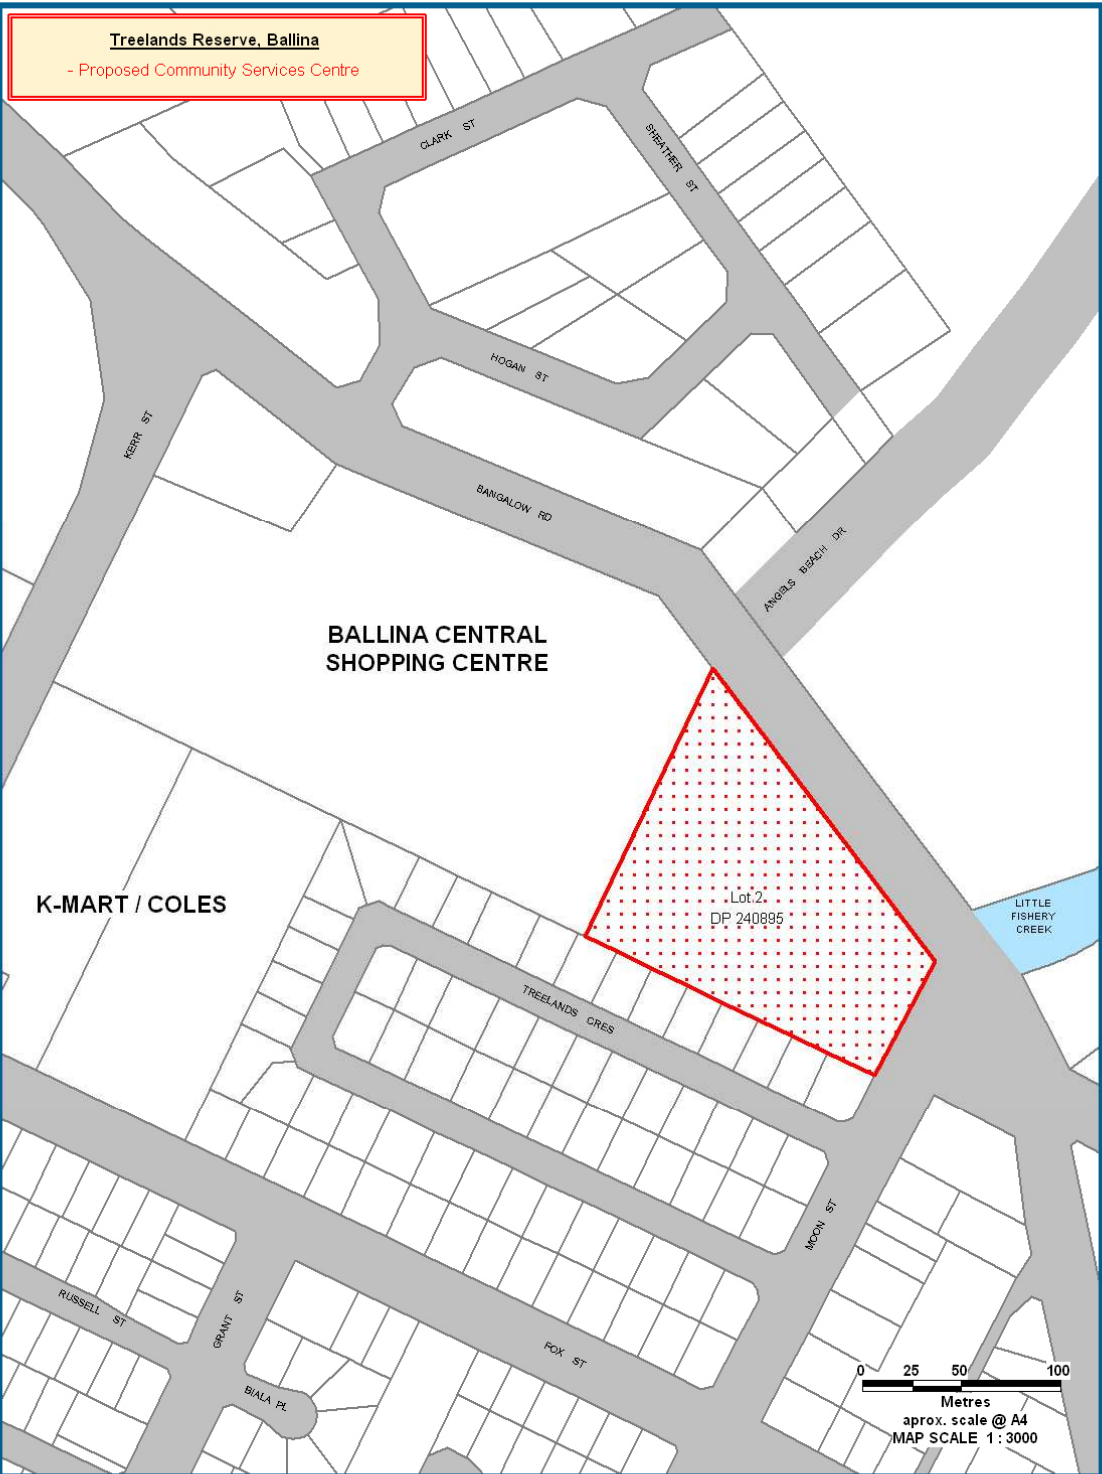 Treelands Reserve, Ballina
- Proposed Community Services Centre
CLARK ST
SHEATHER ST
HOGAN ST
KERR ST
BANGALOW RD
ANGELS BEACH DR
BALLINA CENTRAL
SHOPPING CENTRE
K-MART / COLES
Lot.2.
DP 240895
LITTLE
FISHERY
CREEK
TREELANDS CRES
MOON ST
RUSSELL ST
GRANT ST
FOX ST
BIALA PL
0 25 50 100
Metres
aprox. scale @ A4
MAP SCALE 1 : 3000